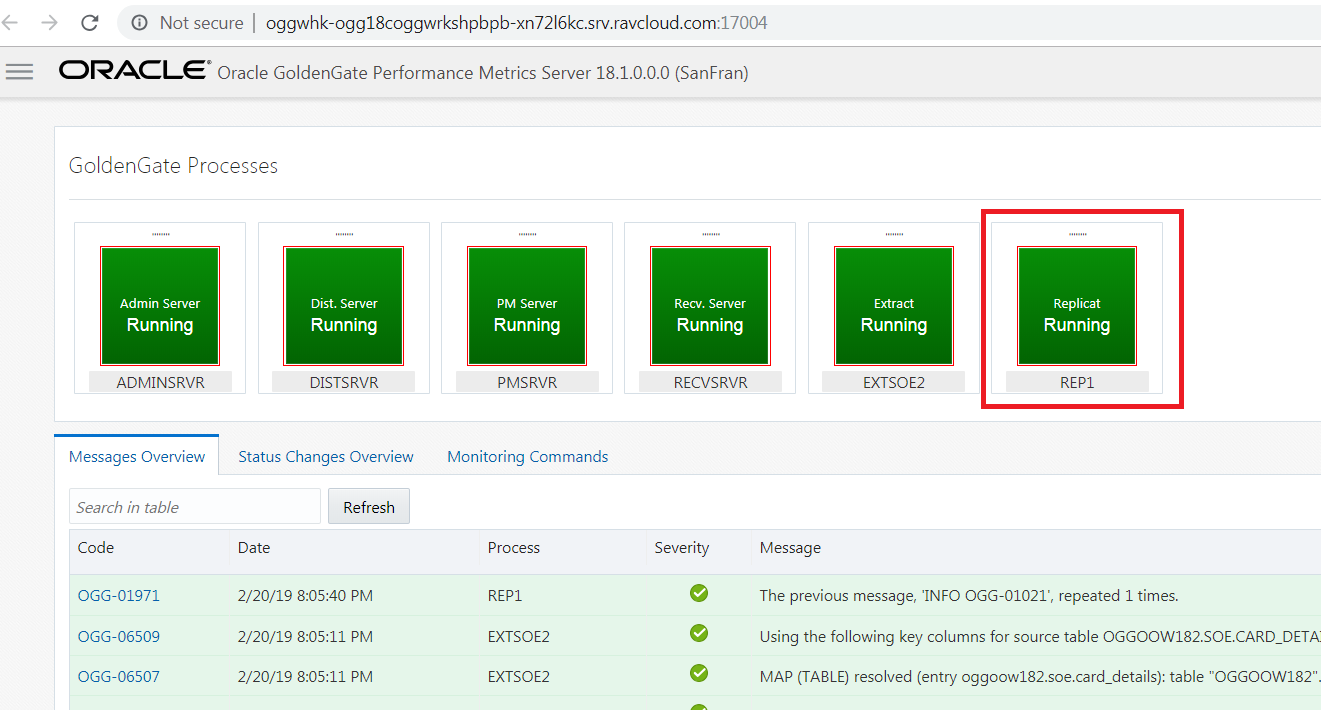 Not secure | oggwhk-ogg18coggwrkshpbpb-xn72l6kc.srv.ravcloud.com:17004
ORACLE® Oracle GoldenGate Performance Metrics Server 18.1.0.0.0 (SanFran)
GoldenGate Processes
Admin Server Dist. Server PM Server Recv. Server Extract Replicat
Running Running Running Running Running Running
ADMINSRVR DISTSRVR PMSRVR RECVSRVR EXTSOE2 REP1
Messages Overview Status Changes Overview Monitoring Commands
Search in table Refresh
Code Date Process Severity Message
OGG-01971 2/20/19 8:05:40 PM REP1 The previous message, 'INFO OGG-01021', repeated 1 times.
OGG-06509 2/20/19 8:05:11 PM EXTSOE2 Using the following key columns for source table OGGOOW182.SOE.CARD_DETA
OGG-06507 2/20/19 8:05:11 PM EXTSOE2 MAP (TABLE) resolved (entry oggoow182.soe.card_details): table "OGGOOW182".